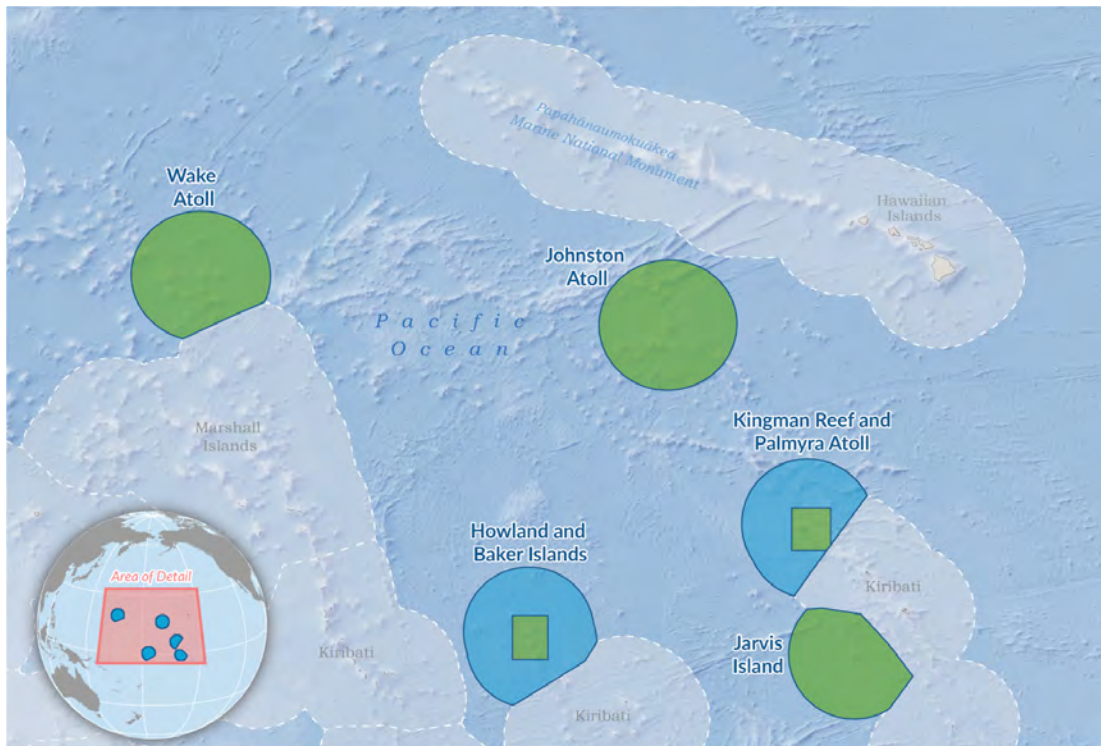 Papahānaumokuākea
Marine National Monument
Wake
Atoll
Hawaiian
Islands
Johnston
Atoll
Pacific
Ocean
Marshall
Islands
Kingman Reef and
Palmyra Atoll
Howland and
Baker Islands
Area of Detail
Kiribati
Kiribati
Jarvis
Island
Kiribati